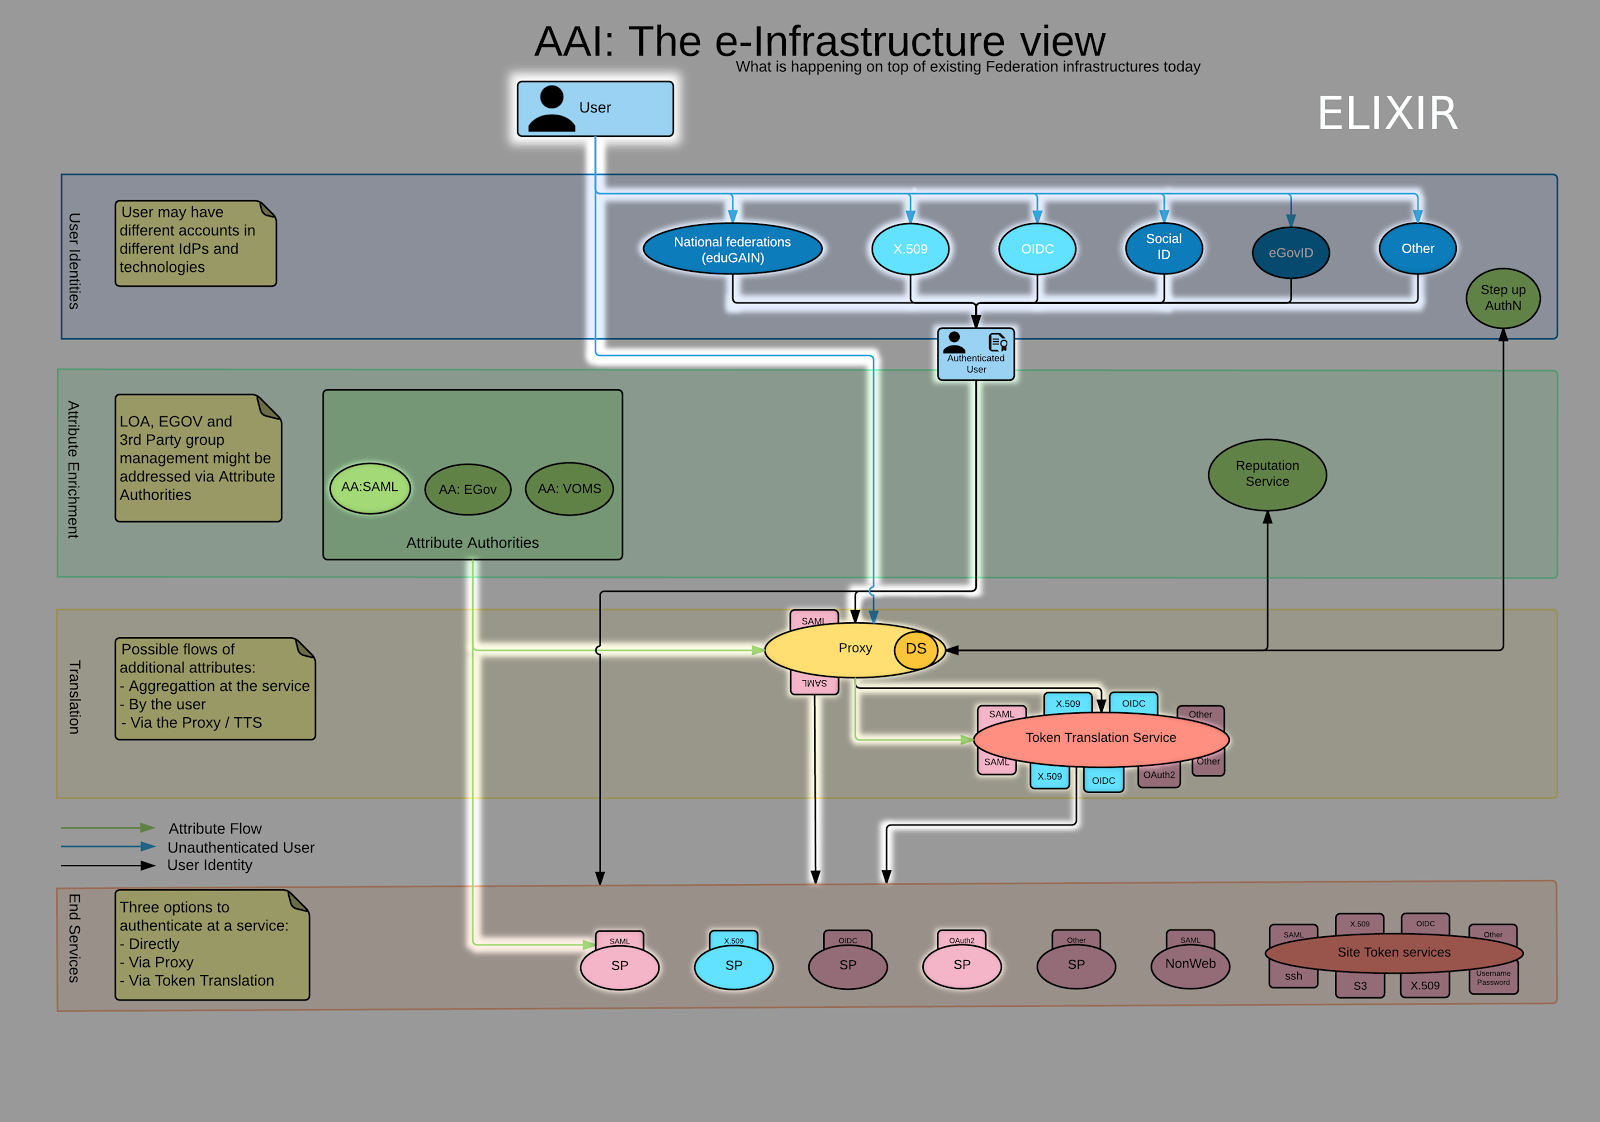 AAI: The e-Infrastructure view
What is happening on top of existing Federation infrastructures today
User
ELIXIR
User Identities
User may have
different accounts in
different IdPs and
technologies
National federations
(eduGAIN)
X.509
OIDC
Social
ID
eGovID
Other
Step up
AuthN
Authenticated
User
Attribute Enrichment
LOA, EGOV and
3rd Party group
management might be
addressed via Attribute
Authorities
AA:SAML
AA: EGov
AA: VOMS
Attribute Authorities
Reputation
Service
Translation
Possible flows of
additional attributes:
- Aggregattion at the service
- By the user
- Via the Proxy / TTS
SAML
Proxy
DS
SAML
SAML
X.509
OIDC
Other
Token Translation Service
SAML
X.509
OIDC
OAuth2
Other
Attribute Flow
Unauthenticated User
User Identity
End Services
Three options to
authenticate at a service:
- Directly
- Via Proxy
- Via Token Translation
SAML
SP
X.509
SP
OIDC
SP
OAuth2
SP
Other
SP
SAML
NonWeb
SAML
X.509
OIDC
Other
Site Token services
ssh
S3
X.509
Username
Password